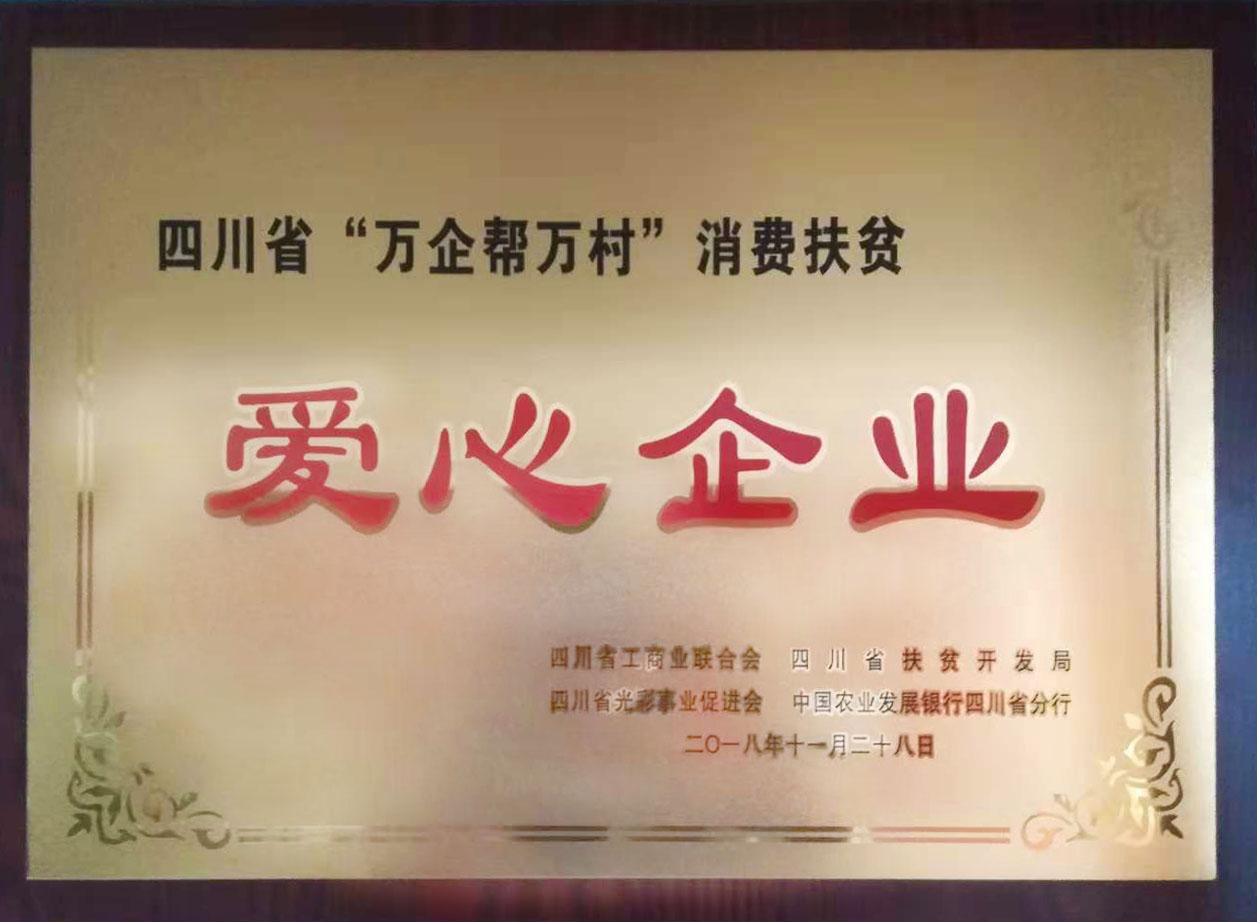 四川省“万企帮万村”消费扶贫
爱心企业
四川省工商业联合会 四川省扶贫开发局
四川省光彩事业促进会 中国农业发展银行四川省分行
二〇一八年十一月二十八日